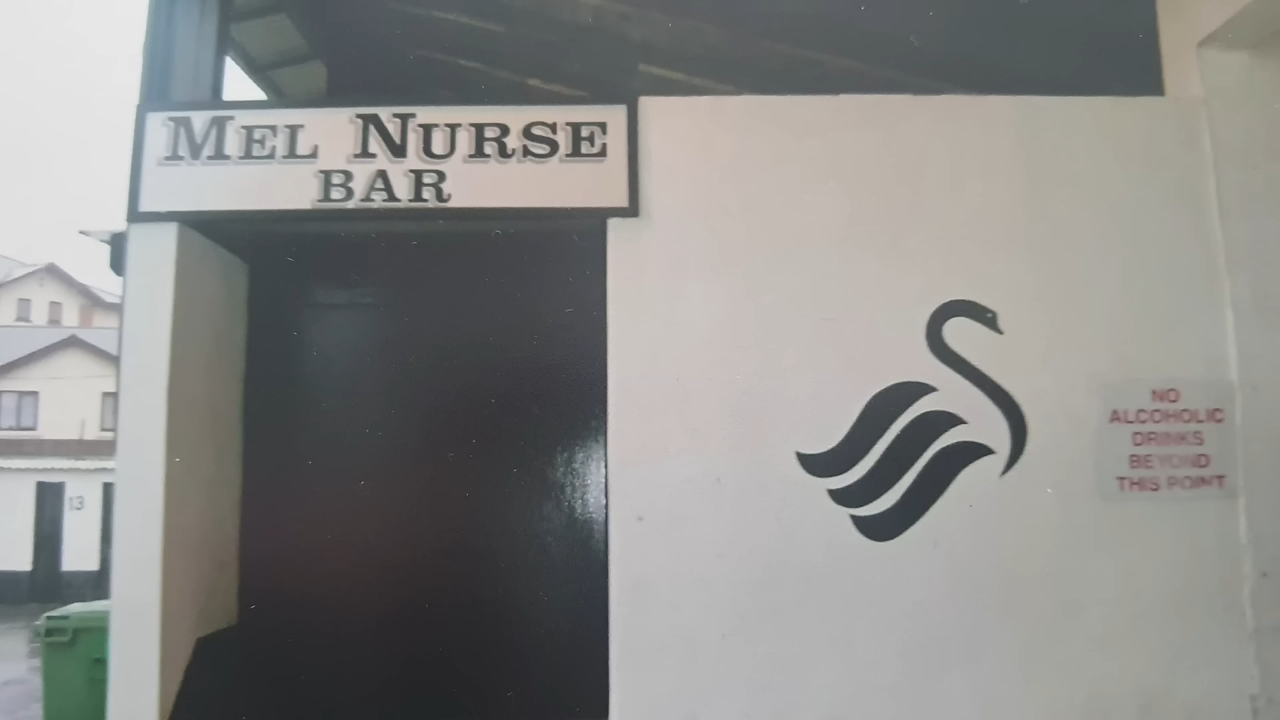 MEL NURSE
BAR
13
NO
ALCOHOLIC
DRINKS
BEYOND
THIS POINT